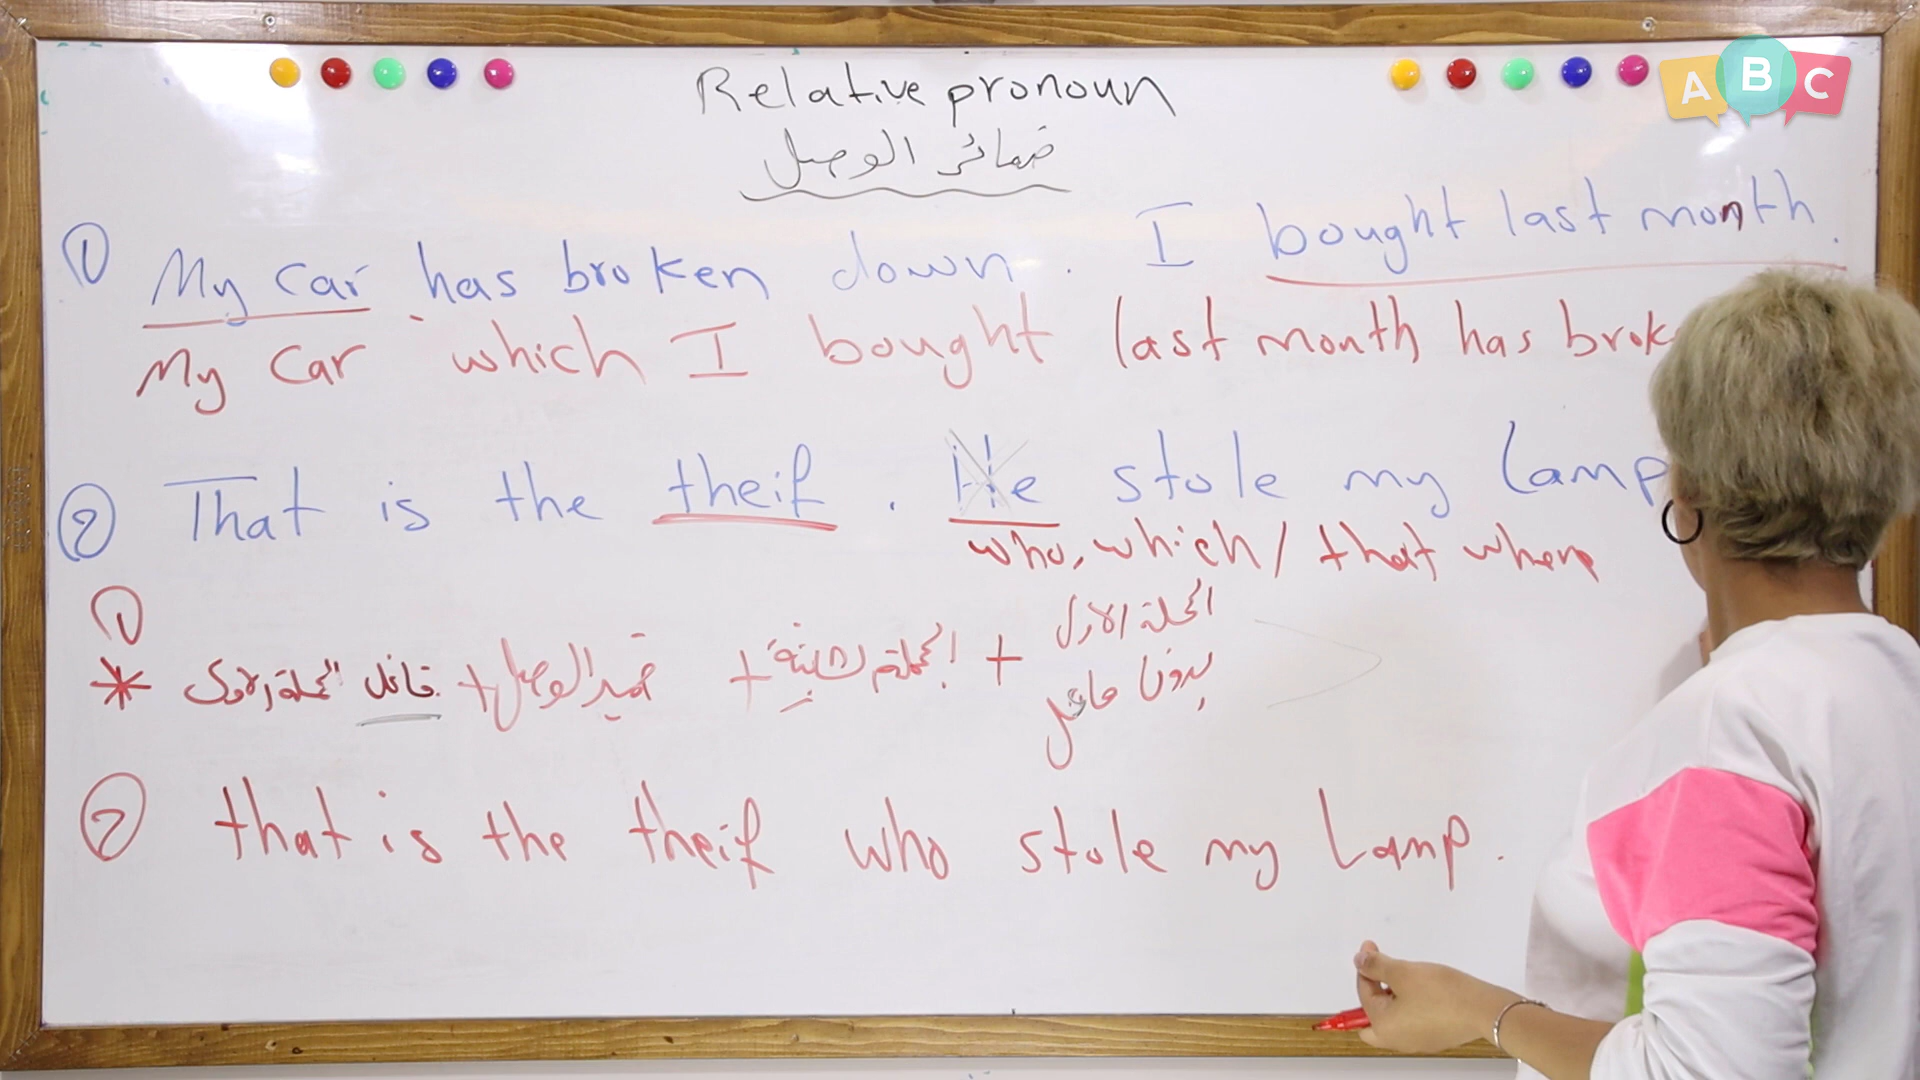 A B C
Relative pronoun
ضمائر الوصل
① My car has broken down. I bought last month.
My car which I bought last month has brok
② That is the theif. He stole my lamp
who, which / that where
①
* فاعل الجملة الاولى + ضمير الوصل + الجملة الثانية + الجملة الاولى بدون فاعل
② that is the theif who stole my Lamp.